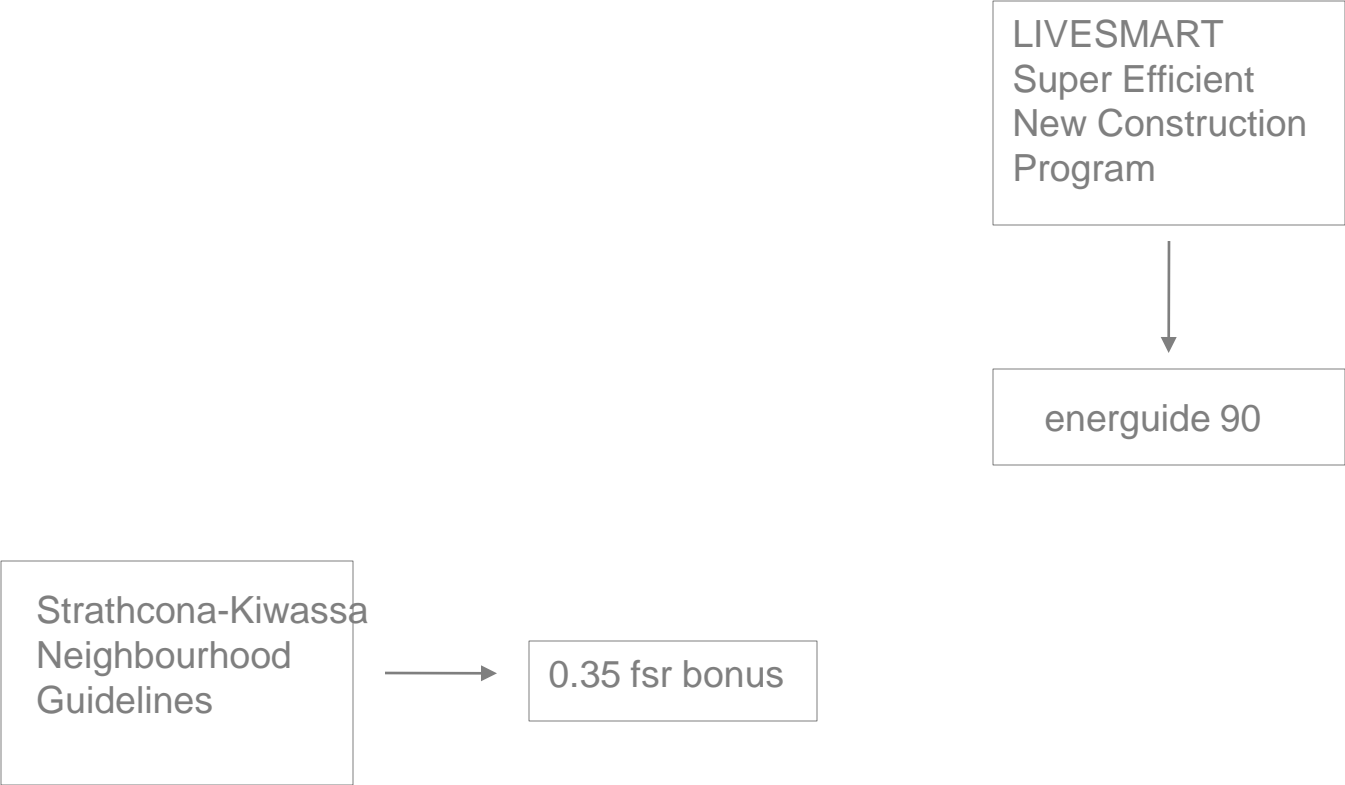 LIVESMART
Super Efficient
New Construction
Program
energuide 90
Strathcona-Kiwassa
Neighbourhood
Guidelines
0.35 fsr bonus